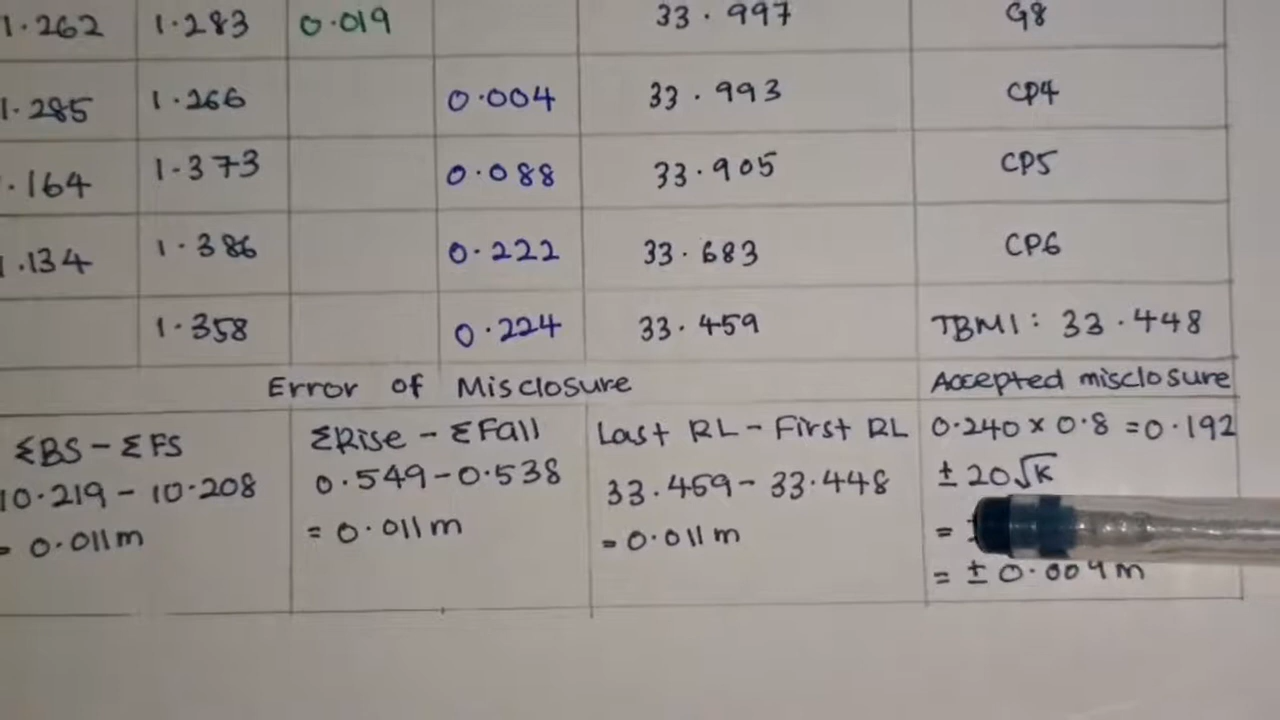 1.262 1.283 0.019 33.997 G8
1.285 1.266 0.004 33.993 CP4
.164 1.373 0.088 33.905 CP5
1.134 1.386 0.222 33.683 CP6
1.358 0.224 33.459 TBM1: 33.448
Error of Misclosure Accepted misclosure
ΣBS - ΣFS ΣRise - ΣFall Last RL - First RL 0.240 x 0.8 = 0.192
10.219 - 10.208 0.549 - 0.538 33.459 - 33.448 ± 20√K
= 0.011m = 0.011m = 0.011m =
= ± 0.009m